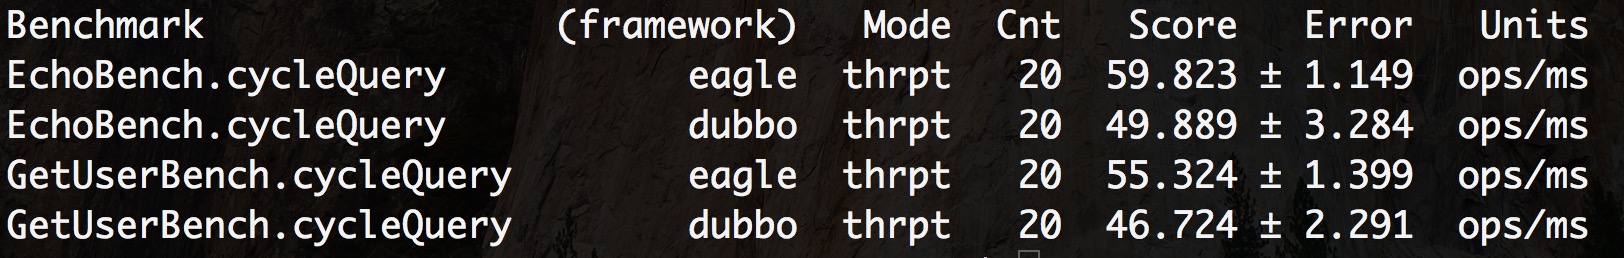 Benchmark (framework) Mode Cnt Score Error Units
EchoBench.cycleQuery eagle thrpt 20 59.823 ± 1.149 ops/ms
EchoBench.cycleQuery dubbo thrpt 20 49.889 ± 3.284 ops/ms
GetUserBench.cycleQuery eagle thrpt 20 55.324 ± 1.399 ops/ms
GetUserBench.cycleQuery dubbo thrpt 20 46.724 ± 2.291 ops/ms